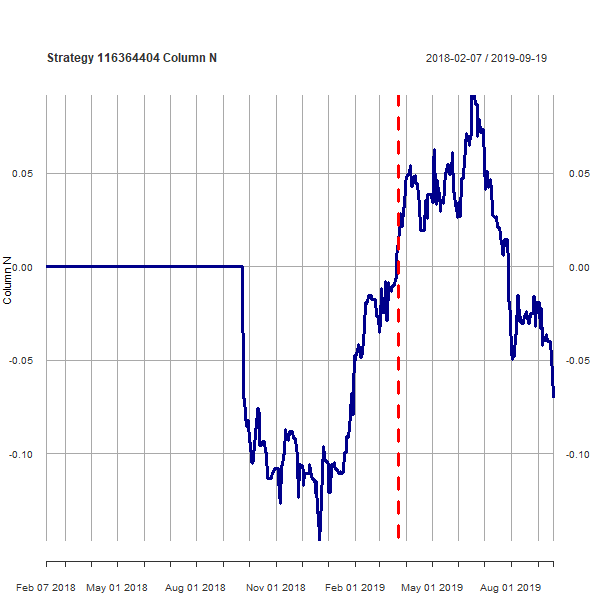 Strategy 116364404 Column N
2018-02-07 / 2019-09-19
0.05
0.05
0.00
0.00
Column N
-0.05
-0.05
-0.10
-0.10
Feb 07 2018
May 01 2018
Aug 01 2018
Nov 01 2018
Feb 01 2019
May 01 2019
Aug 01 2019